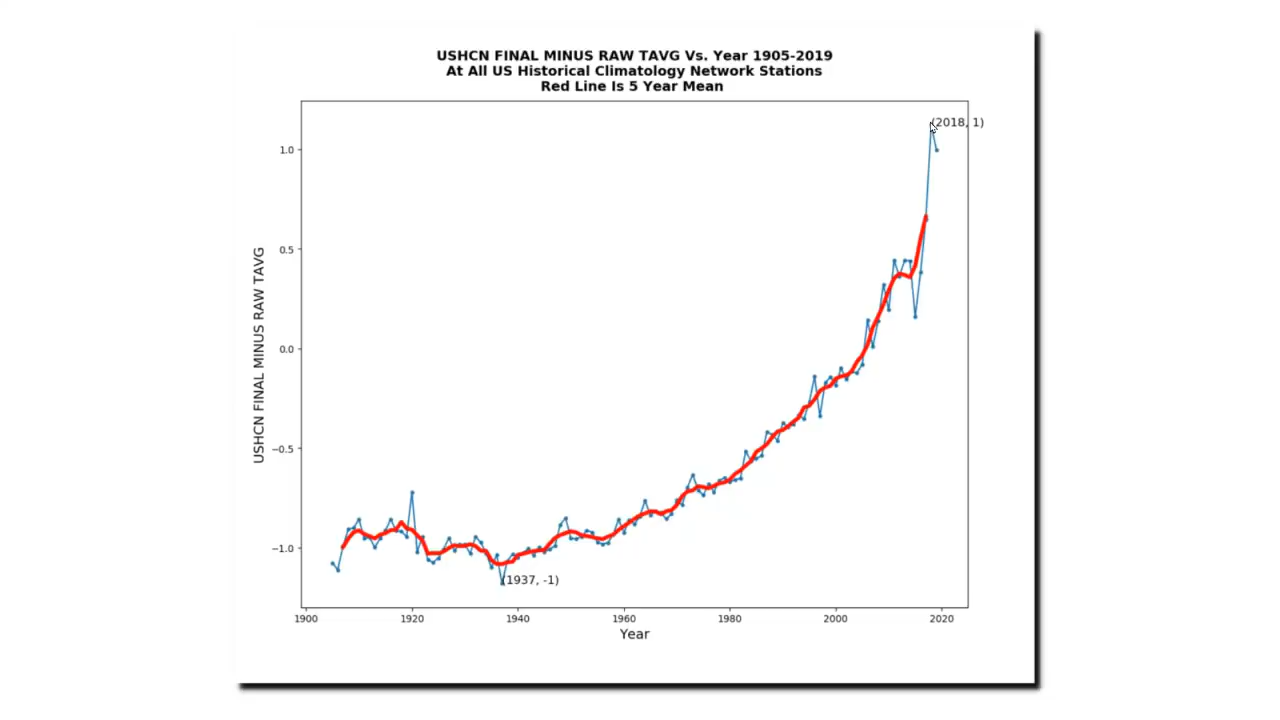 USHCN FINAL MINUS RAW TAVG Vs. Year 1905-2019
At All US Historical Climatology Network Stations
Red Line Is 5 Year Mean
(2018, 1)
1.0
0.5
USHCN FINAL MINUS RAW TAVG
0.0
−0.5
−1.0
(1937, -1)
1900 1920 1940 1960 1980 2000 2020
Year